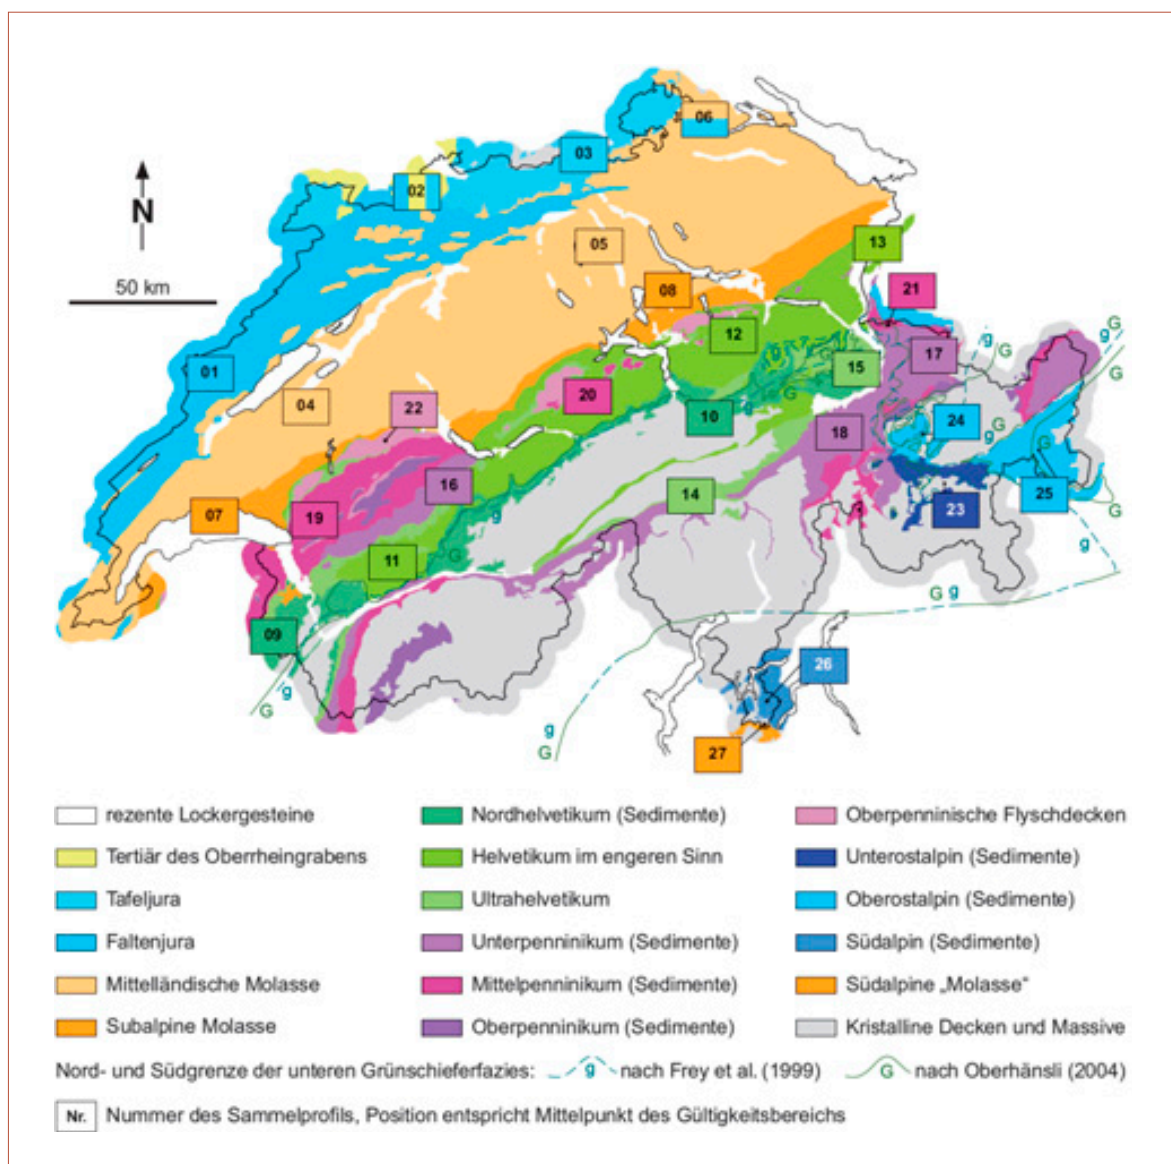 06
03
02
N
05
13
50 km
08
21
12
g
G
17
g
G
G
01
15
20
04
22
10
g
G
24
18
g
G
16
14
25
07
19
23
G
g
11
G
g
G
g
09
26
g
G
g
G
27
rezente Lockergesteine
Tertiär des Oberrheingrabens
Tafeljura
Faltenjura
Mittelländische Molasse
Subalpine Molasse
Nordhelvetikum (Sedimente)
Helvetikum im engeren Sinn
Ultrahelvetikum
Unterpenninikum (Sedimente)
Mittelpenninikum (Sedimente)
Oberpenninikum (Sedimente)
Oberpenninische Flyschdecken
Unterostalpin (Sedimente)
Oberostalpin (Sedimente)
Südalpin (Sedimente)
Südalpine „Molasse“
Kristalline Decken und Massive
Nord- und Südgrenze der unteren Grünschieferfazies: g nach Frey et al. (1999) G nach Oberhänsli (2004)
Nr. Nummer des Sammelprofils, Position entspricht Mittelpunkt des Gültigkeitsbereichs